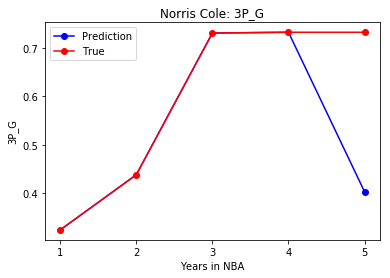 Norris Cole: 3P_G
Prediction
True
3P_G
0.7
0.6
0.5
0.4
1 2 3 4 5
Years in NBA